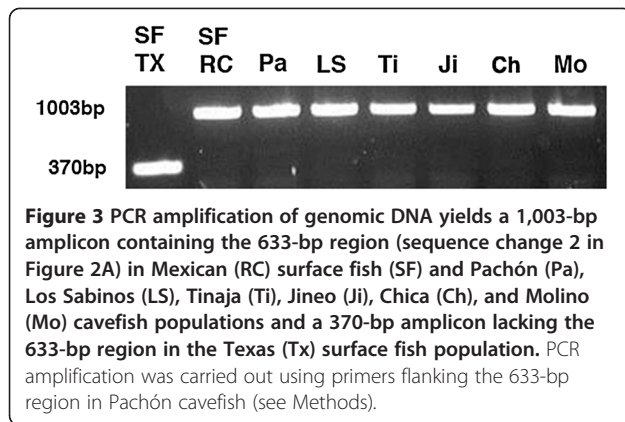 SF TX SF RC Pa LS Ti Ji Ch Mo
1003bp
370bp
Figure 3 PCR amplification of genomic DNA yields a 1,003-bp
amplicon containing the 633-bp region (sequence change 2 in
Figure 2A) in Mexican (RC) surface fish (SF) and Pachón (Pa),
Los Sabinos (LS), Tinaja (Ti), Jineo (Ji), Chica (Ch), and Molino
(Mo) cavefish populations and a 370-bp amplicon lacking the
633-bp region in the Texas (Tx) surface fish population. PCR
amplification was carried out using primers flanking the 633-bp
region in Pachón cavefish (see Methods).